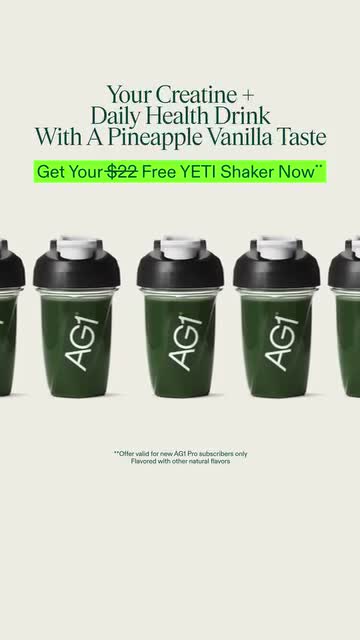 Your Creatine +
Daily Health Drink
With A Pineapple Vanilla Taste
Get Your $22 Free YETI Shaker Now**
AG1
AG1
AG1
**Offer valid for new AG1 Pro subscribers only
Flavored with other natural flavors